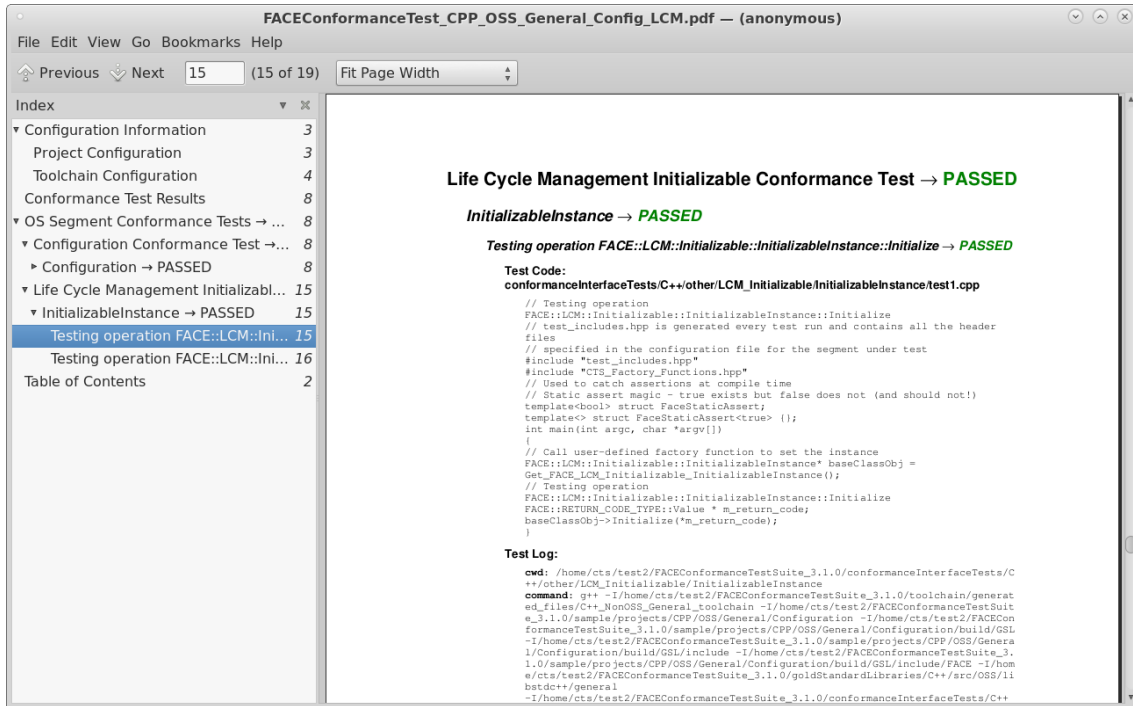 FACEConformanceTest_CPP_OSS_General_Config_LCM.pdf — (anonymous)
File Edit View Go Bookmarks Help
Previous Next 15 (15 of 19) Fit Page Width
Index
Configuration Information 3
Project Configuration 3
Toolchain Configuration 4
Conformance Test Results 8
OS Segment Conformance Tests → ... 8
Configuration Conformance Test →... 8
Configuration → PASSED 8
Life Cycle Management Initializabl... 15
InitializableInstance → PASSED 15
Testing operation FACE::LCM::Ini... 15
Testing operation FACE::LCM::Ini... 16
Table of Contents 2
Life Cycle Management Initializable Conformance Test → PASSED
InitializableInstance → PASSED
Testing operation FACE::LCM::Initializable::InitializableInstance::Initialize → PASSED
Test Code:
conformanceInterfaceTests/C++/other/LCM_Initializable/InitializableInstance/test1.cpp
// Testing operation
FACE::LCM::Initializable::InitializableInstance::Initialize
// test_includes.hpp is generated every test run and contains all the header
files
// specified in the configuration file for the segment under test
#include "test_includes.hpp"
#include "CTS_Factory_Functions.hpp"
// Used to catch assertions at compile time
// Static assert magic - true exists but false does not (and should not!)
template<bool> struct FaceStaticAssert;
template<> struct FaceStaticAssert<true> {};
int main(int argc, char *argv[])
{
// Call user-defined factory function to set the instance
FACE::LCM::Initializable::InitializableInstance* baseClassObj =
Get_FACE_LCM_Initializable_InitializableInstance();
// Testing operation
FACE::LCM::Initializable::InitializableInstance::Initialize
FACE::RETURN_CODE_TYPE::Value * m_return_code;
baseClassObj->Initialize(*m_return_code);
}
Test Log:
cwd: /home/cts/test2/FACEConformanceTestSuite_3.1.0/conformanceInterfaceTests/C
++/other/LCM_Initializable/InitializableInstance
command: g++ -I/home/cts/test2/FACEConformanceTestSuite_3.1.0/toolchain/generat
ed_files/C++_NonOSS_General_toolchain -I/home/cts/test2/FACEConformanceTestSuit
e_3.1.0/sample/projects/CPP/OSS/General/Configuration -I/home/cts/test2/FACECon
formanceTestSuite_3.1.0/sample/projects/CPP/OSS/General/Configuration/build/GSL
-I/home/cts/test2/FACEConformanceTestSuite_3.1.0/sample/projects/CPP/OSS/Genera
l/Configuration/build/GSL/include -I/home/cts/test2/FACEConformanceTestSuite_3.
1.0/sample/projects/CPP/OSS/General/Configuration/build/GSL/include/FACE -I/hom
e/cts/test2/FACEConformanceTestSuite_3.1.0/goldStandardLibraries/C++/src/OSS/li
bstdc++/general
-I/home/cts/test2/FACEConformanceTestSuite_3.1.0/conformanceInterfaceTests/C++